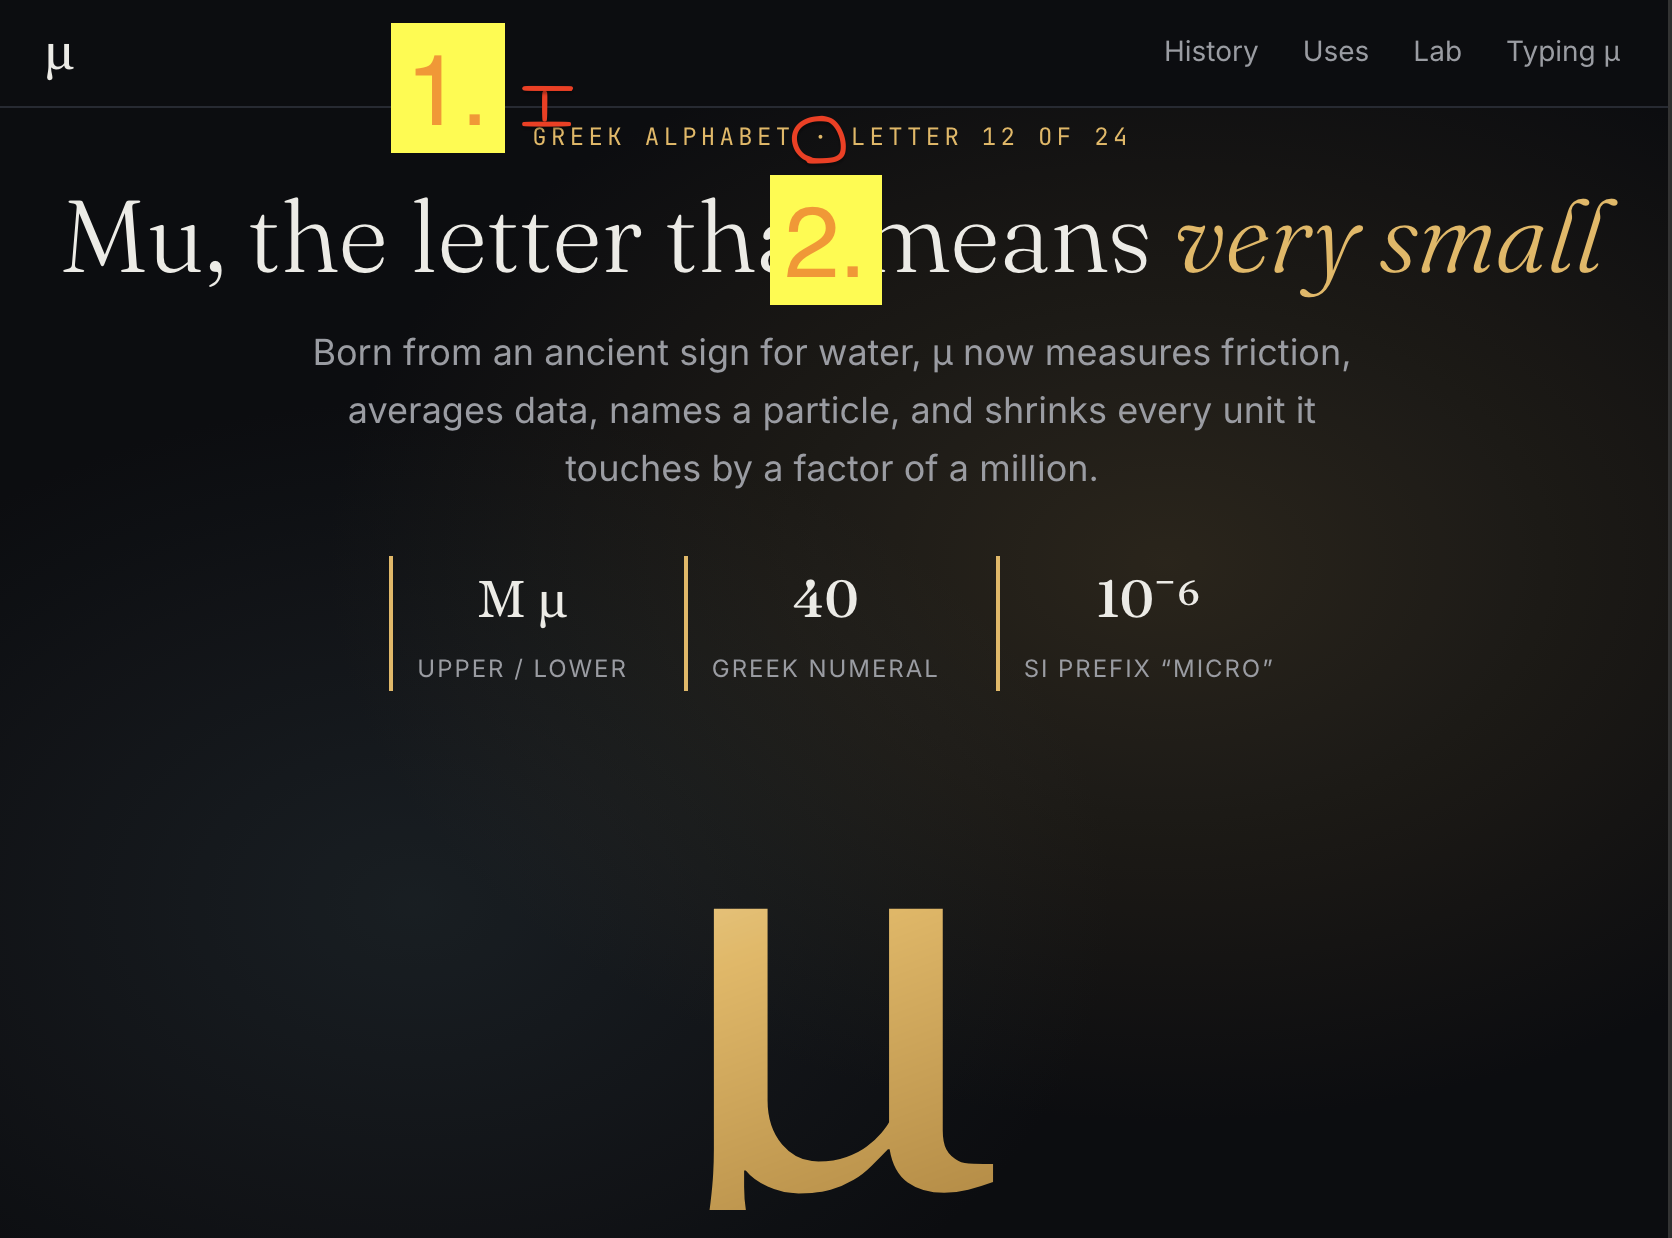 μ
History Uses Lab Typing μ
1.
GREEK ALPHABET · LETTER 12 OF 24
Mu, the letter tha means very small
2.
Born from an ancient sign for water, μ now measures friction,
averages data, names a particle, and shrinks every unit it
touches by a factor of a million.
Μ μ
UPPER / LOWER
40
GREEK NUMERAL
10⁻⁶
SI PREFIX “MICRO”
μ